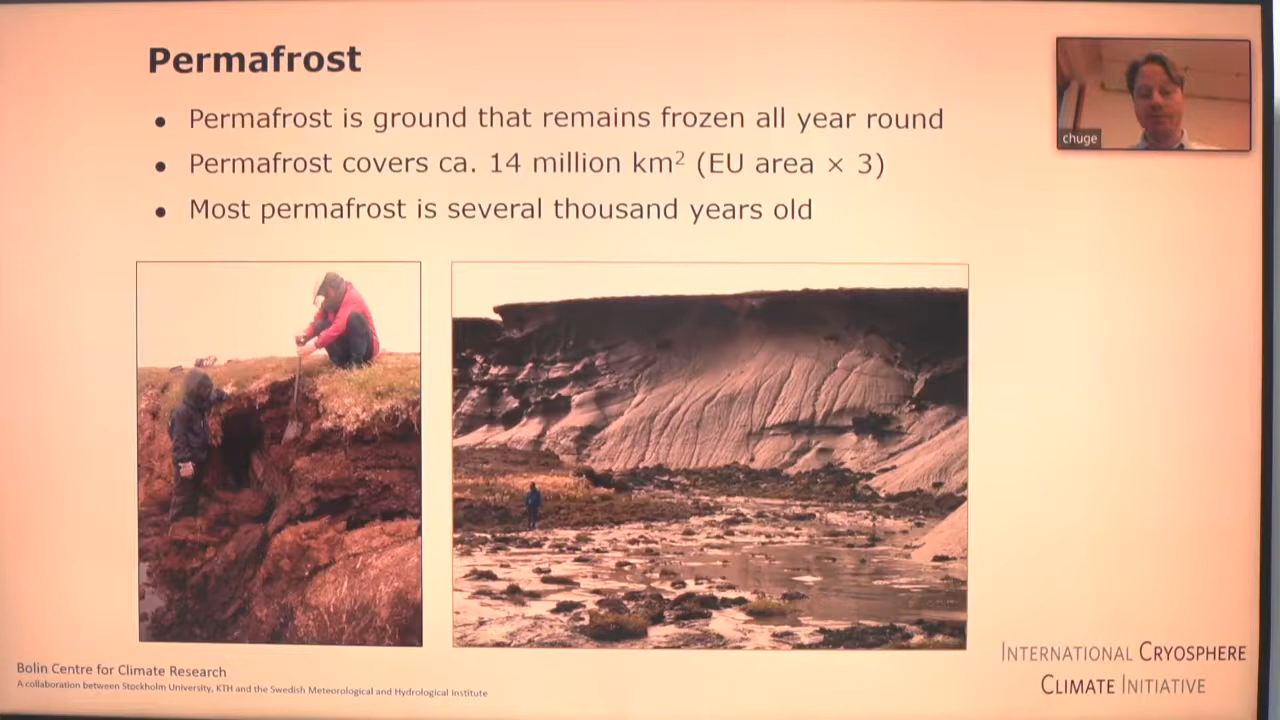 Permafrost
• Permafrost is ground that remains frozen all year round
• Permafrost covers ca. 14 million km² (EU area × 3)
• Most permafrost is several thousand years old
chuge
Bolin Centre for Climate Research
A collaboration between Stockholm University, KTH and the Swedish Meteorological and Hydrological Institute
INTERNATIONAL CRYOSPHERE
CLIMATE INITIATIVE